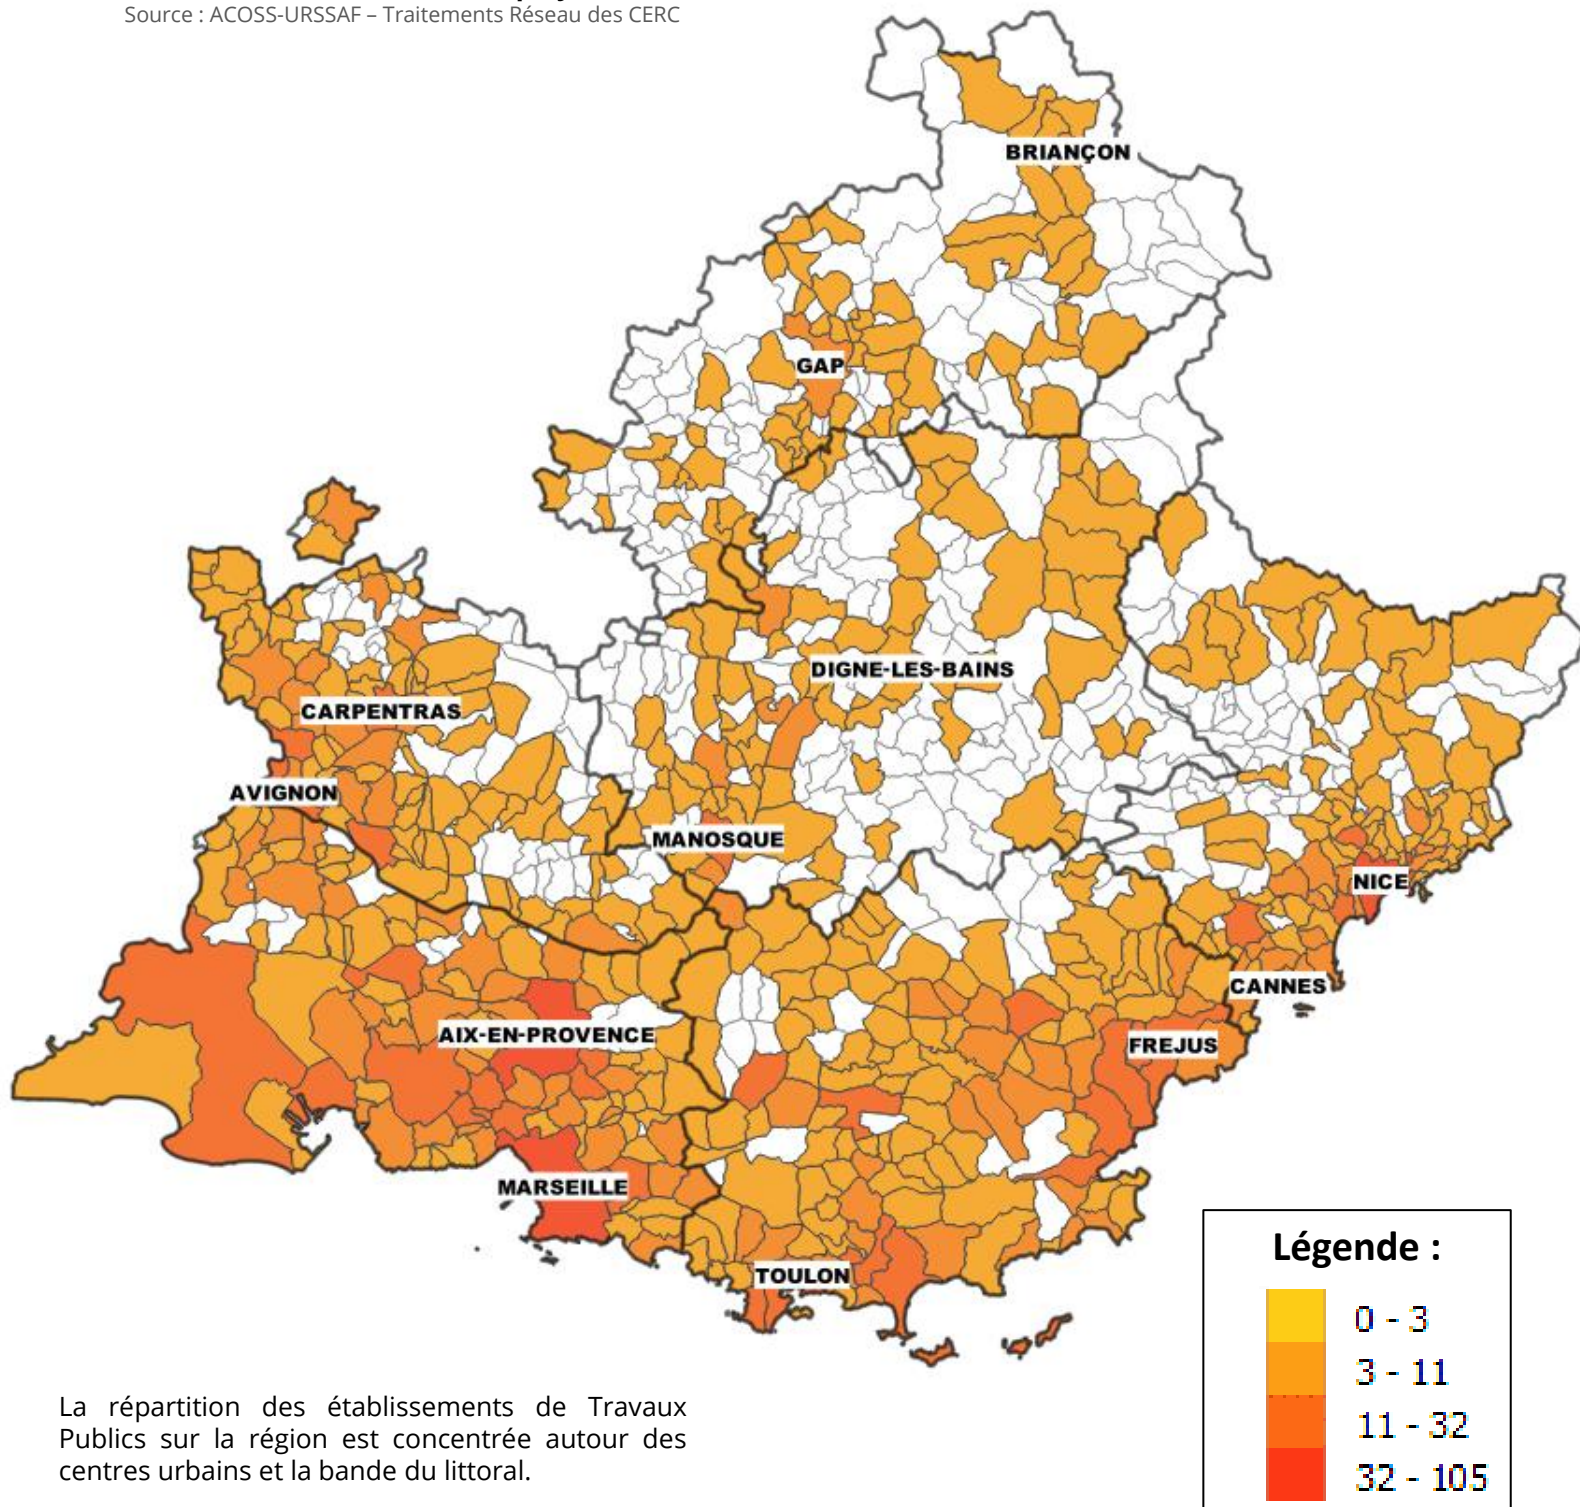 Source : ACOSS-URSSAF – Traitements Réseau des CERC
BRIANÇON
GAP
DIGNE-LES-BAINS
CARPENTRAS
AVIGNON
MANOSQUE
NICE
CANNES
AIX-EN-PROVENCE
FREJUS
MARSEILLE
TOULON
Légende :
0 - 3
3 - 11
11 - 32
32 - 105
La répartition des établissements de Travaux
Publics sur la région est concentrée autour des
centres urbains et la bande du littoral.